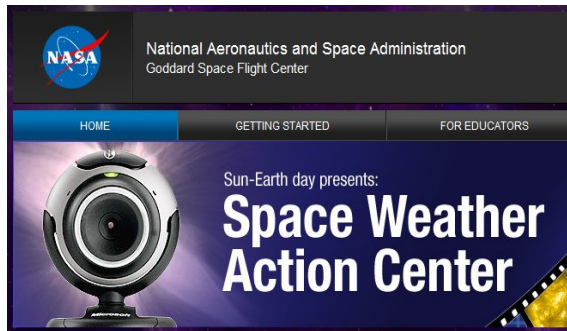 NASA
National Aeronautics and Space Administration
Goddard Space Flight Center
HOME
GETTING STARTED
FOR EDUCATORS
Sun-Earth day presents:
Space Weather
Action Center
Microsoft